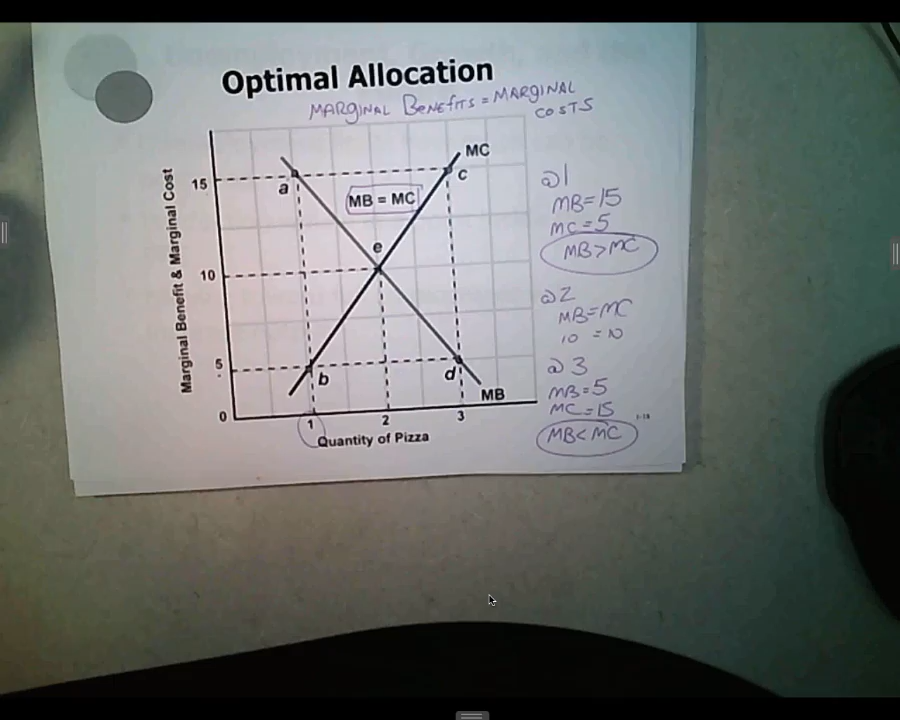 Optimal Allocation
MARGINAL BENEFITS = MARGINAL
COSTS
Marginal Benefit & Marginal Cost
15
10
5
0
a
MB = MC
MC
c
e
b
d
MB
1
2
3
Quantity of Pizza
@1
MB=15
MC=5
MB>MC
@2
MB=MC
10 = 10
@3
MB=5
MC=15
MB<MC
1-18